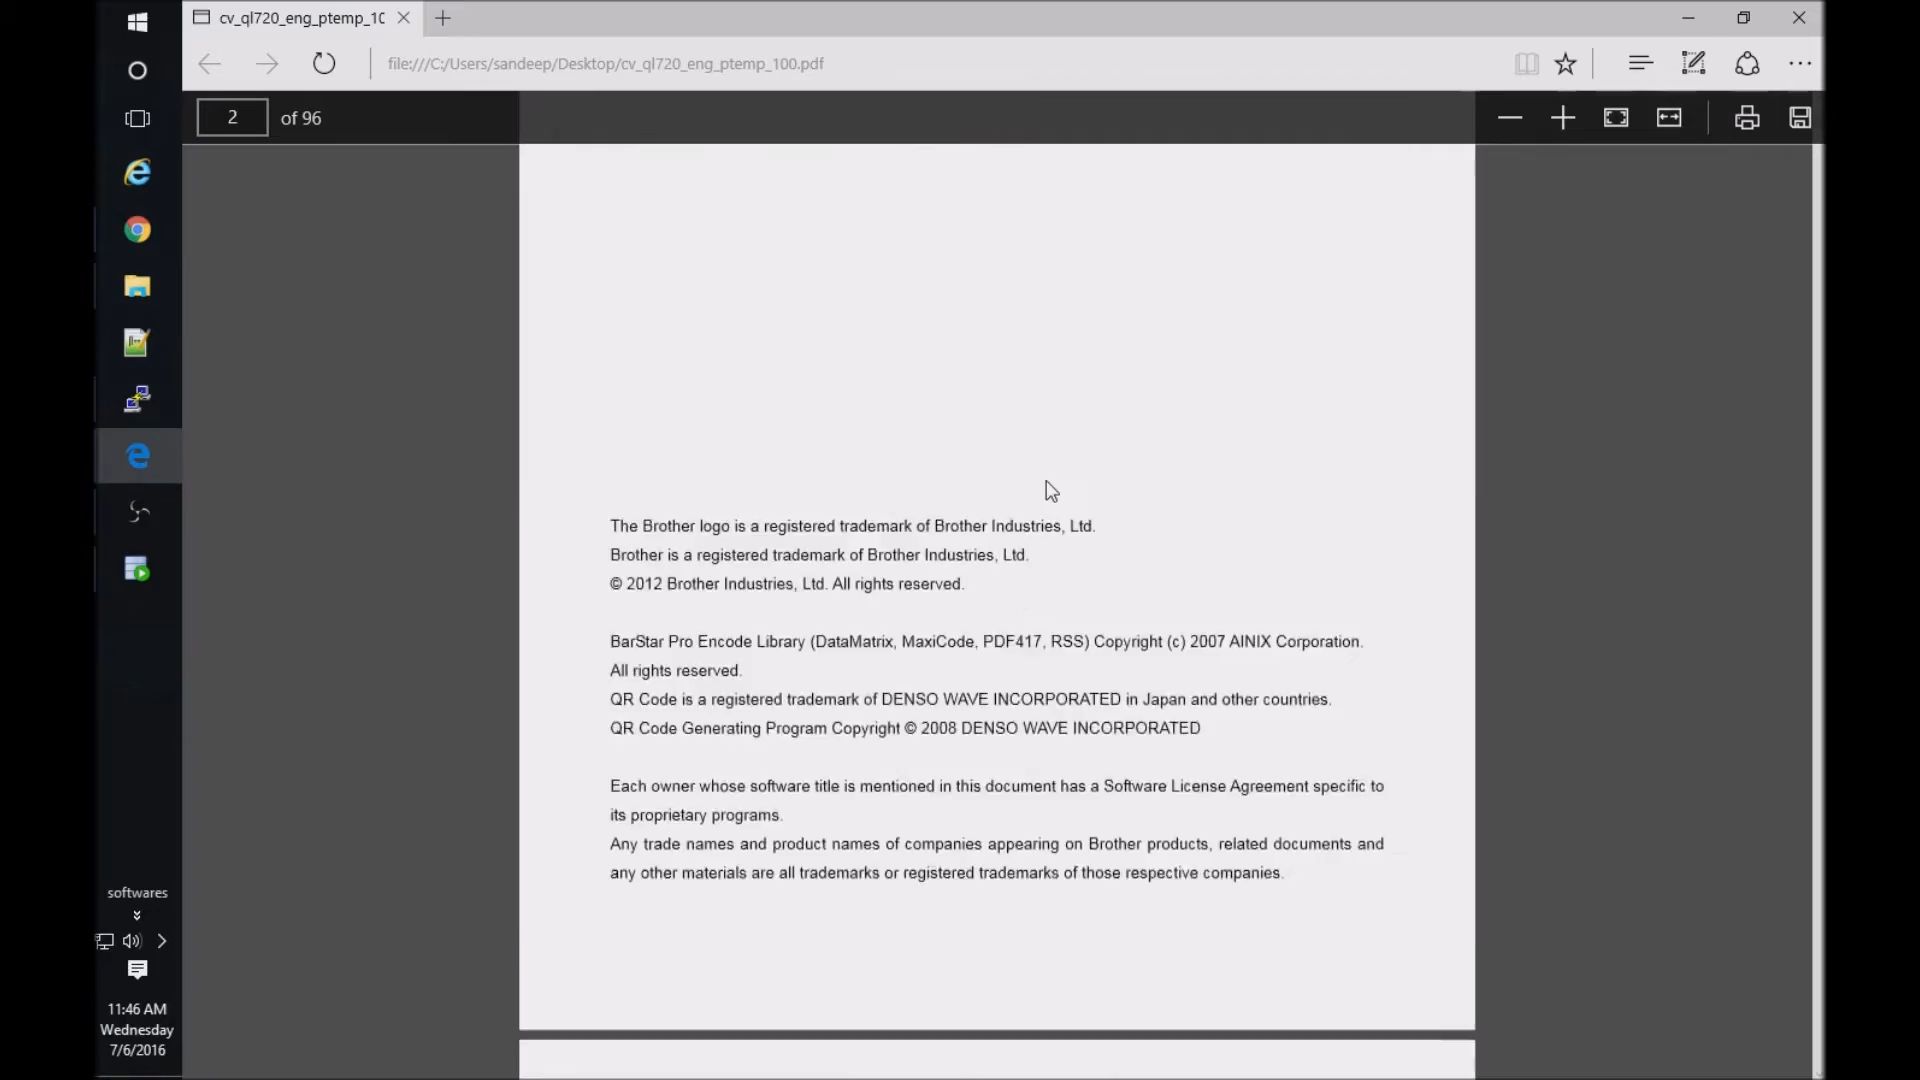 cv_ql720_eng_ptemp_10
file:///C:/Users/sandeep/Desktop/cv_ql720_eng_ptemp_100.pdf
2 of 96
The Brother logo is a registered trademark of Brother Industries, Ltd.
Brother is a registered trademark of Brother Industries, Ltd.
© 2012 Brother Industries, Ltd. All rights reserved.
BarStar Pro Encode Library (DataMatrix, MaxiCode, PDF417, RSS) Copyright (c) 2007 AINIX Corporation.
All rights reserved.
QR Code is a registered trademark of DENSO WAVE INCORPORATED in Japan and other countries.
QR Code Generating Program Copyright © 2008 DENSO WAVE INCORPORATED
Each owner whose software title is mentioned in this document has a Software License Agreement specific to
its proprietary programs.
Any trade names and product names of companies appearing on Brother products, related documents and
any other materials are all trademarks or registered trademarks of those respective companies.
softwares
11:46 AM
Wednesday
7/6/2016